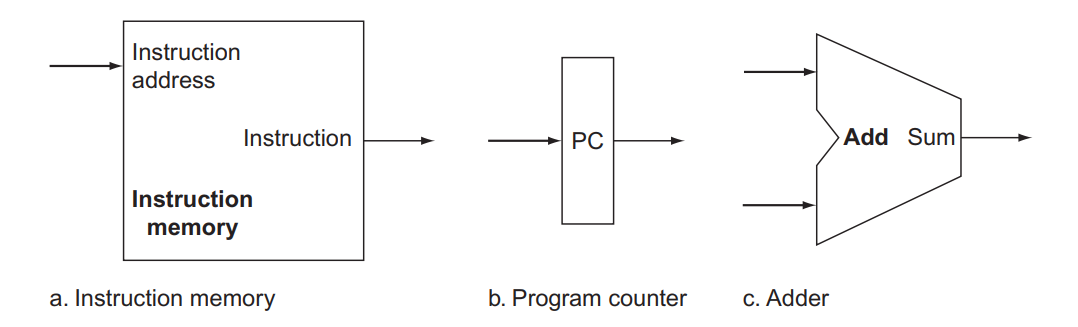 Instruction
address
Instruction
Instruction
memory
PC
Add Sum
a. Instruction memory
b. Program counter
c. Adder